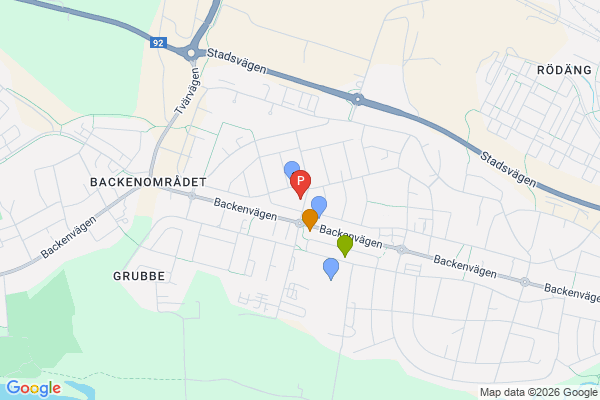 92
Stadsvägen
Tvärvägen
RÖDÄNG
Stadsvägen
BACKENOMRÅDET
P
Backenvägen
Backenvägen
Backenvägen
Backenvägen
Backenvägen
GRUBBE
Google
Map data ©2026 Google